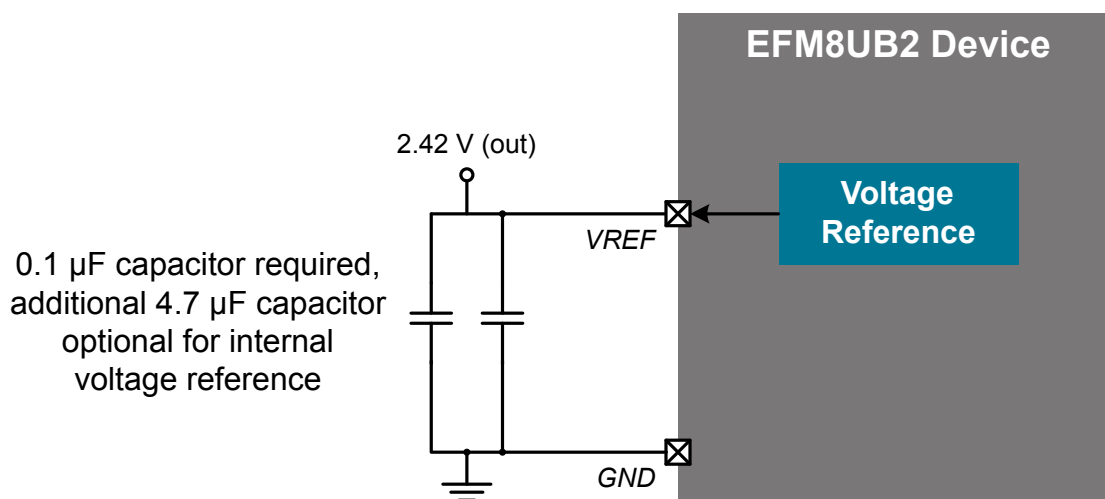 EFM8UB2 Device
2.42 V (out)
Voltage
Reference
VREF
0.1 µF capacitor required,
additional 4.7 µF capacitor
optional for internal
voltage reference
GND